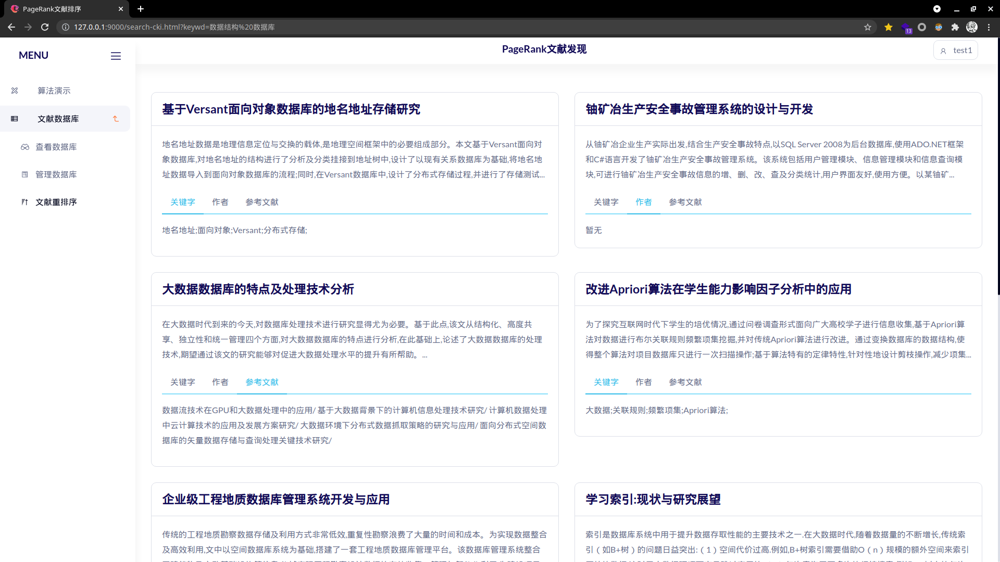 PageRank文献排序
127.0.0.1:9000/search-cki.html?keywd=数据结构%20数据库
13
MENU
PageRank文献发现
test1
算法演示
文献数据库
查看数据库
管理数据库
文献重排序
基于Versant面向对象数据库的地名地址存储研究
地名地址数据是地理信息定位与交换的载体,是地理空间框架中的必要组成部分。本文基于Versant面向对
象数据库,对地名地址的结构进行了分析及分类挂接到地址树中,设计了以现有关系数据库为基础,将地名地
址数据导入到面向对象数据库的流程;同时,在Versant数据库中,设计了分布式存储过程,并进行了存储测试...
关键字 作者 参考文献
地名地址;面向对象;Versant;分布式存储;
铀矿冶生产安全事故管理系统的设计与开发
从铀矿冶企业生产实际出发,结合生产安全事故特点,以SQL Server 2008为后台数据库,使用ADO.NET框架
和C#语言开发了铀矿冶生产安全事故管理系统。该系统包括用户管理模块、信息管理模块和信息查询模
块,可进行铀矿冶生产安全事故信息的增、删、改、查及分类统计,用户界面友好,使用方便。以某铀矿...
关键字 作者 参考文献
暂无
大数据数据库的特点及处理技术分析
在大数据时代到来的今天,对数据库处理技术进行研究显得尤为必要。基于此点,该文从结构化、高度共
享、独立性和统一管理四个方面,对大数据数据库的特点进行分析,在此基础上,论述了大数据数据库的处理
技术,期望通过该文的研究能够对促进大数据处理水平的提升有所帮助。...
关键字 作者 参考文献
数据流技术在GPU和大数据处理中的应用/ 基于大数据背景下的计算机信息处理技术研究/ 计算机数据处理
中云计算技术的应用及发展方案研究/ 大数据环境下分布式数据抓取策略的研究与应用/ 面向分布式空间数
据库的矢量数据存储与查询处理关键技术研究/
改进Apriori算法在学生能力影响因子分析中的应用
为了探究互联网时代下学生的培优情况,通过问卷调查形式面向广大高校学子进行信息收集,基于Apriori算
法对数据进行布尔关联规则频繁项集挖掘,并对传统Apriori算法进行改进。通过变换数据库的数据结构,使
得整个算法对项目数据库只进行一次扫描操作;基于算法特有的定律特性,针对性地设计剪枝操作,减少项集...
关键字 作者 参考文献
大数据;关联规则;频繁项集;Apriori算法;
企业级工程地质数据库管理系统开发与应用
传统的工程地质勘察数据存储及利用方式非常低效,重复性勘察浪费了大量的时间和成本。为实现数据整合
及高效利用,文中以空间数据库系统为基础,搭建了一套工程地质数据库管理平台。该数据库管理系统整合
学习索引:现状与研究展望
索引是数据库系统中用于提升数据存取性能的主要技术之一.在大数据时代,随着数据量的不断增长,传统索
引（如B+树）的问题日益突出:（1）空间代价过高.例如,B+树索引需要借助O（n）规模的额外空间来索引